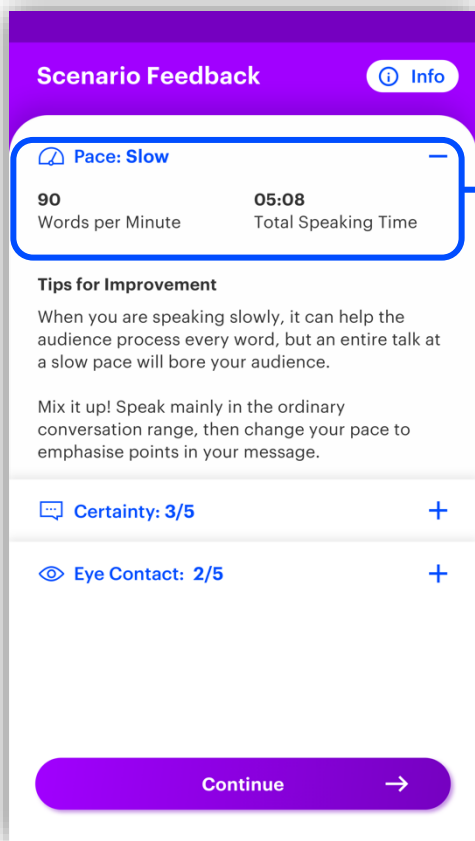 Scenario Feedback
Info
Pace: Slow
90
05:08
Words per Minute
Total Speaking Time
Tips for Improvement
When you are speaking slowly, it can help the
audience process every word, but an entire talk at
a slow pace will bore your audience.
Mix it up! Speak mainly in the ordinary
conversation range, then change your pace to
emphasise points in your message.
Certainty: 3/5
Eye Contact: 2/5
Continue